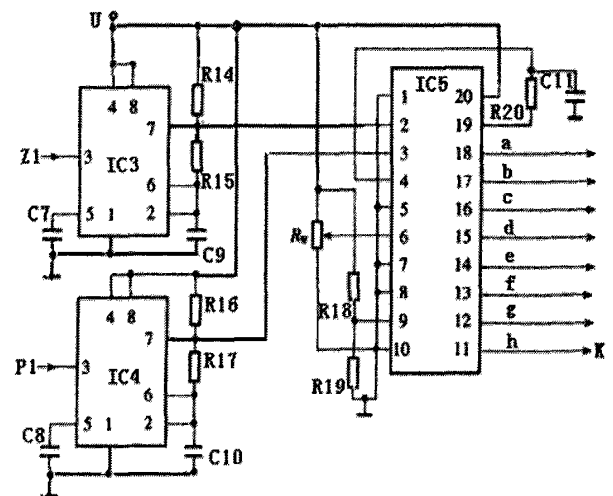 U
R14
4 8
7
Z1
3
IC3
R15
6
5 1 2
C7
C9
4 8
R16
7
P1
3
IC4
R17
6
5 1 2
C8
C10
IC5
C11
R20
1 20
2 19
3 18 a
4 17 b
5 16 c
Rw
6 15 d
7 14 e
8 13 f
R18
9 12 g
10 11 h K
R19